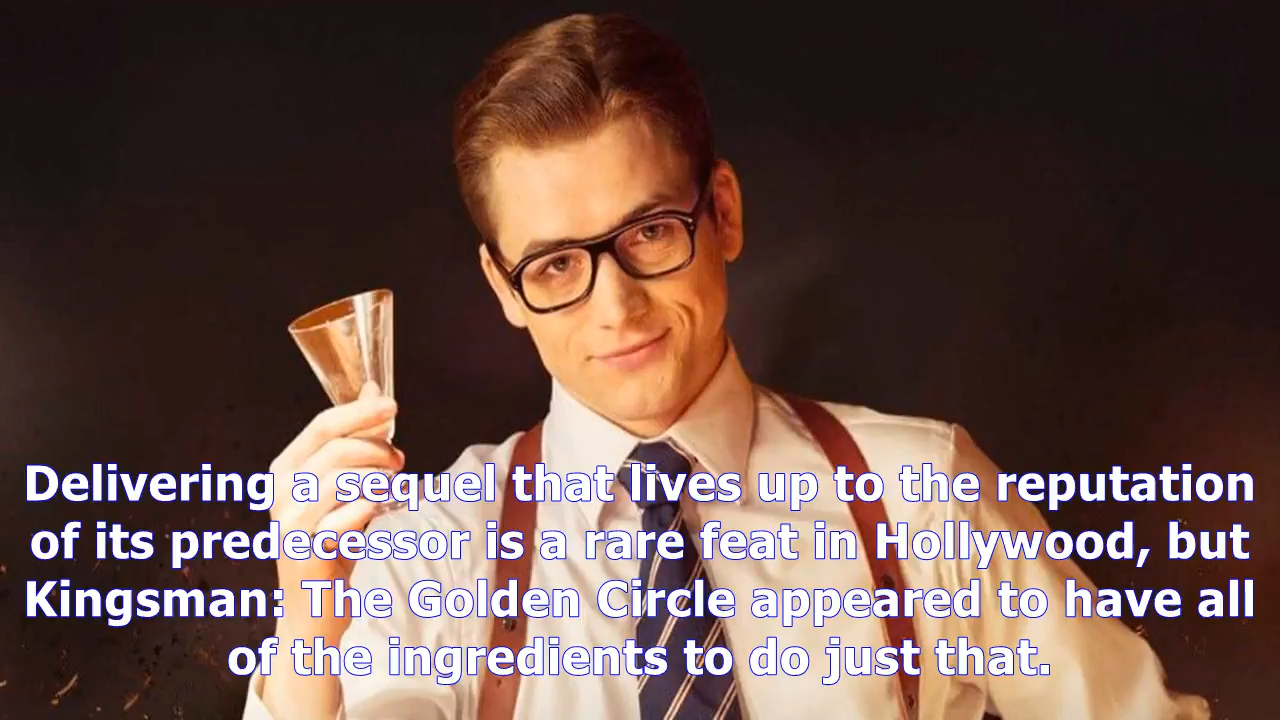 Delivering a sequel that lives up to the reputation
of its predecessor is a rare feat in Hollywood, but
Kingsman: The Golden Circle appeared to have all
of the ingredients to do just that.